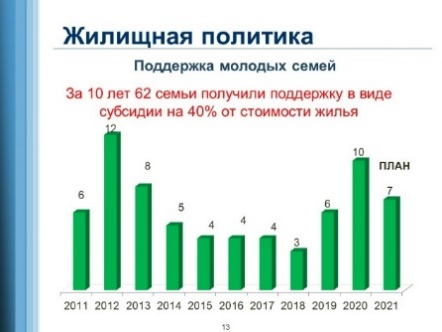 Жилищная политика
Поддержка молодых семей
За 10 лет 62 семьи получили поддержку в виде
субсидии на 40% от стоимости жилья
6
12
8
5
4
4
4
3
6
10
ПЛАН
7
2011 2012 2013 2014 2015 2016 2017 2018 2019 2020 2021
13